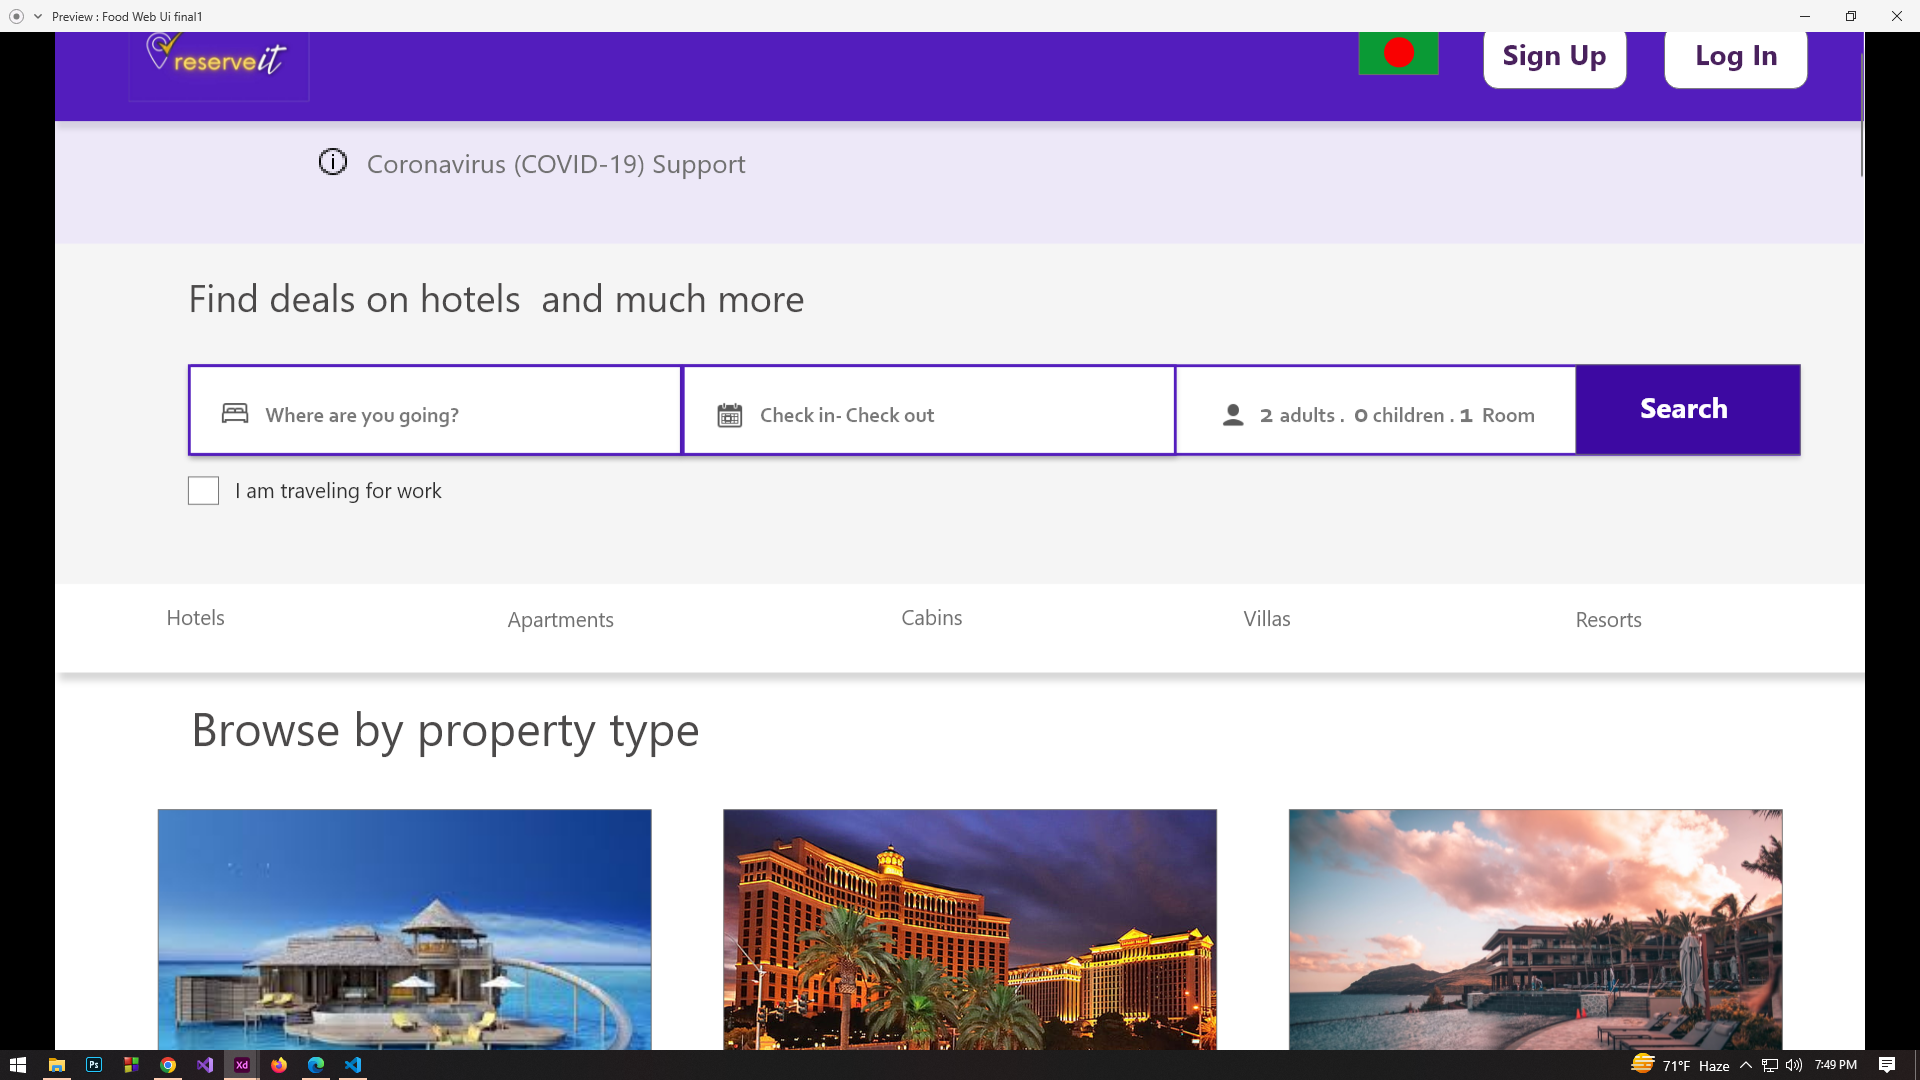 Preview : Food Web Ui final1
reserveit
Sign Up
Log In
Coronavirus (COVID-19) Support
Find deals on hotels  and much more
Where are you going?
Check in- Check out
2 adults .  0 children . 1  Room
Search
I am traveling for work
Hotels
Apartments
Cabins
Villas
Resorts
Browse by property type
Ps
Xd
71°F  Haze
7:49 PM